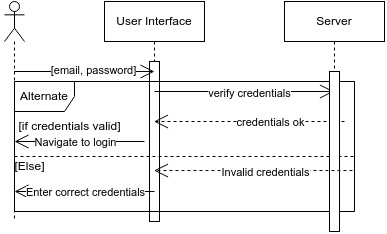 User Interface
Server
[email, password]
Alternate
verify credentials
credentials ok
[if credentials valid]
Navigate to login
[Else]
Invalid credentials
Enter correct credentials